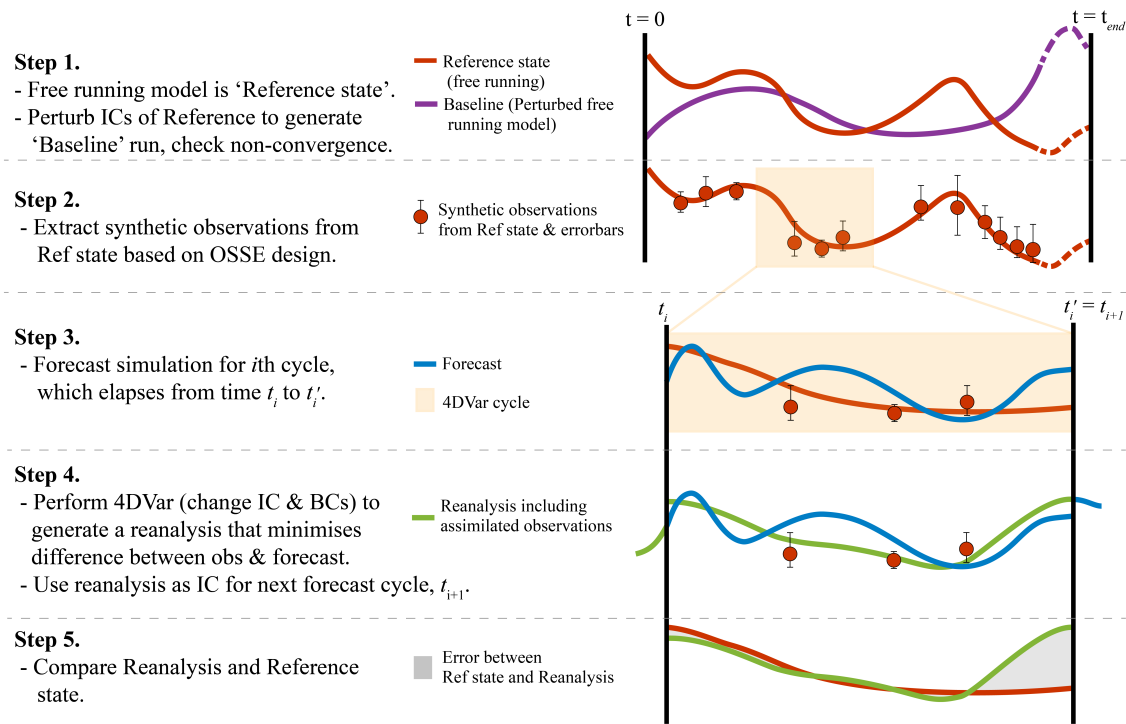 t = 0
t = t_end
Step 1.
- Free running model is ‘Reference state’.
- Perturb ICs of Reference to generate
‘Baseline’ run, check non-convergence.
Reference state
(free running)
Baseline (Perturbed free
running model)
Step 2.
- Extract synthetic observations from
Ref state based on OSSE design.
Synthetic observations
from Ref state & errorbars
t_i
t_i′ = t_{i+1}
Step 3.
- Forecast simulation for ith cycle,
which elapses from time t_i to t_i′.
Forecast
4DVar cycle
Step 4.
- Perform 4DVar (change IC & BCs) to
generate a reanalysis that minimises
difference between obs & forecast.
- Use reanalysis as IC for next forecast cycle, t_{i+1}.
Reanalysis including
assimilated observations
Step 5.
- Compare Reanalysis and Reference
state.
Error between
Ref state and Reanalysis